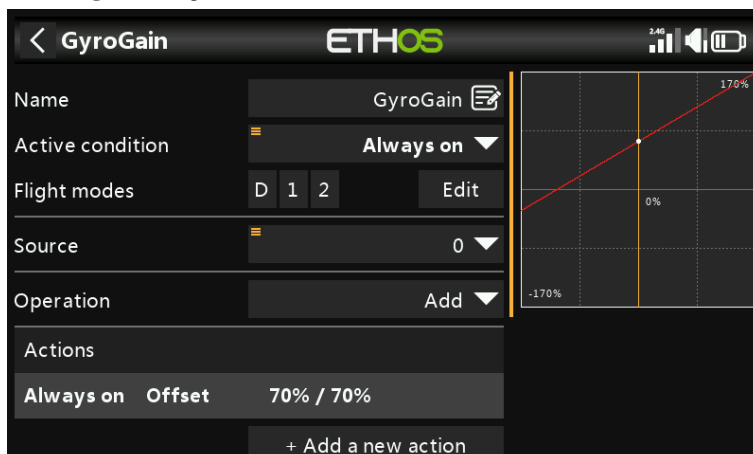 GyroGain
ETHOS
2.4G
Name
GyroGain
Active condition
Always on
Flight modes
D 1 2
Edit
Source
0
Operation
Add
Actions
Always on Offset 70% / 70%
+ Add a new action
170%
0%
-170%